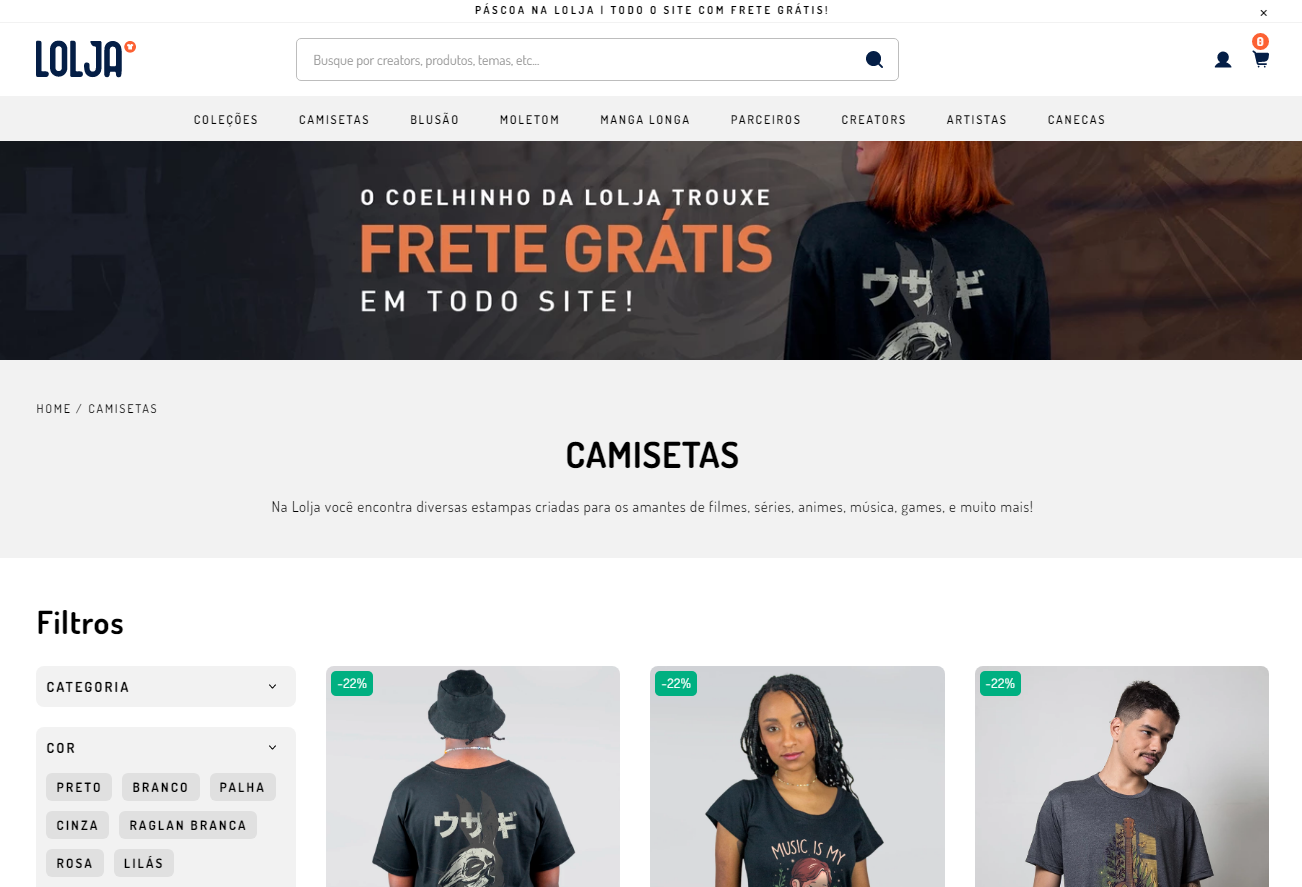 PÁSCOA NA LOLJA | TODO O SITE COM FRETE GRÁTIS!
×
LOLJA
Busque por creators, produtos, temas, etc...
0
COLEÇÕES CAMISETAS BLUSÃO MOLETOM MANGA LONGA PARCEIROS CREATORS ARTISTAS CANECAS
O COELHINHO DA LOLJA TROUXE
FRETE GRÁTIS
EM TODO SITE!
ウサギ
HOME / CAMISETAS
CAMISETAS
Na Lolja você encontra diversas estampas criadas para os amantes de filmes, séries, animes, música, games, e muito mais!
Filtros
CATEGORIA
COR
PRETO BRANCO PALHA
CINZA RAGLAN BRANCA
ROSA LILÁS
-22%
ウサギ
-22%
MUSIC IS MY
-22%